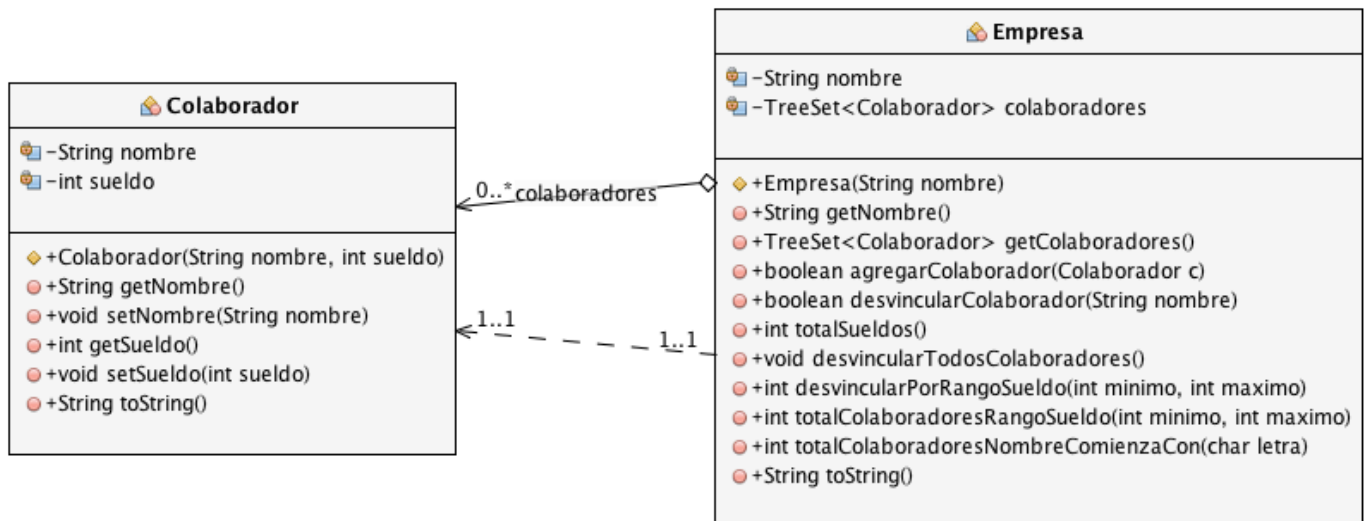 Colaborador
-String nombre
-int sueldo
+Colaborador(String nombre, int sueldo)
+String getNombre()
+void setNombre(String nombre)
+int getSueldo()
+void setSueldo(int sueldo)
+String toString()
0..* colaboradores
1..1
1..1
Empresa
-String nombre
-TreeSet<Colaborador> colaboradores
+Empresa(String nombre)
+String getNombre()
+TreeSet<Colaborador> getColaboradores()
+boolean agregarColaborador(Colaborador c)
+boolean desvincularColaborador(String nombre)
+int totalSueldos()
+void desvincularTodosColaboradores()
+int desvincularPorRangoSueldo(int minimo, int maximo)
+int totalColaboradoresRangoSueldo(int minimo, int maximo)
+int totalColaboradoresNombreComienzaCon(char letra)
+String toString()